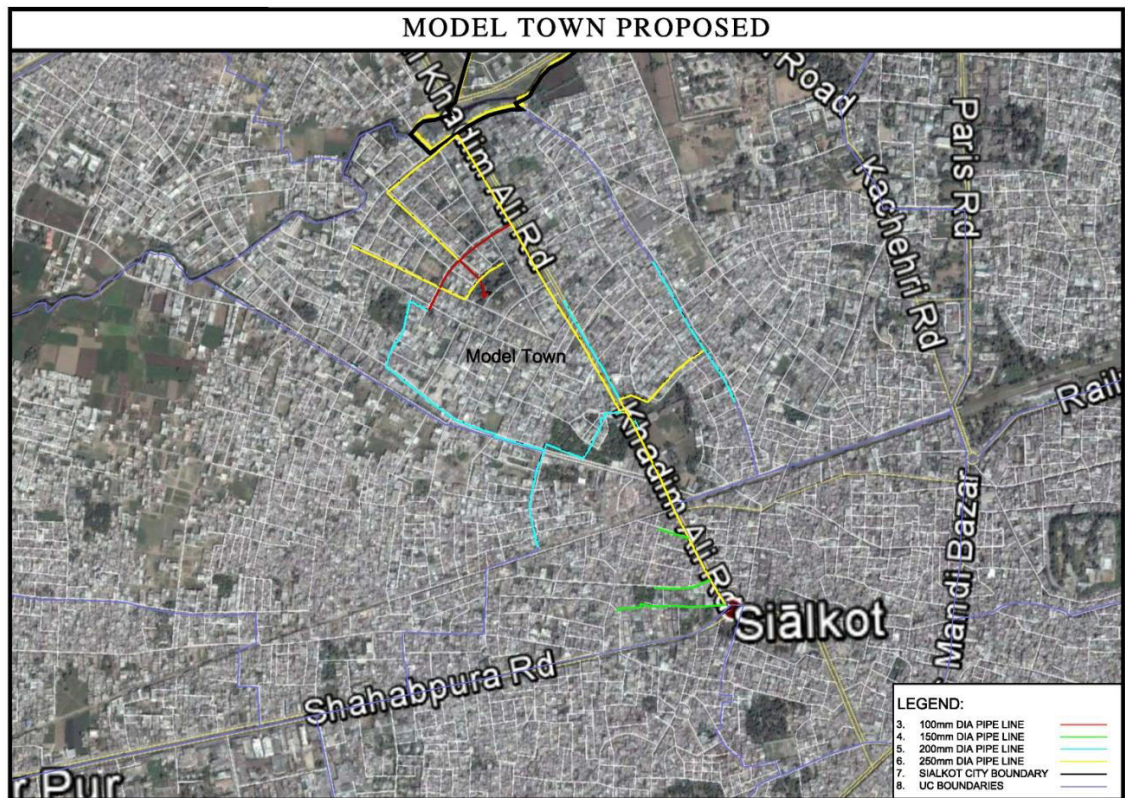 MODEL TOWN PROPOSED
Khadim Ali Rd
Road
Paris Rd
Kachehri Rd
Model Town
Khadim Ali Rd
Mandi Bazar
Siālkot
Shahabpura Rd
r Pur
LEGEND:
3. 100mm DIA PIPE LINE
4. 150mm DIA PIPE LINE
5. 200mm DIA PIPE LINE
6. 250mm DIA PIPE LINE
7. SIALKOT CITY BOUNDARY
8. UC BOUNDARIES